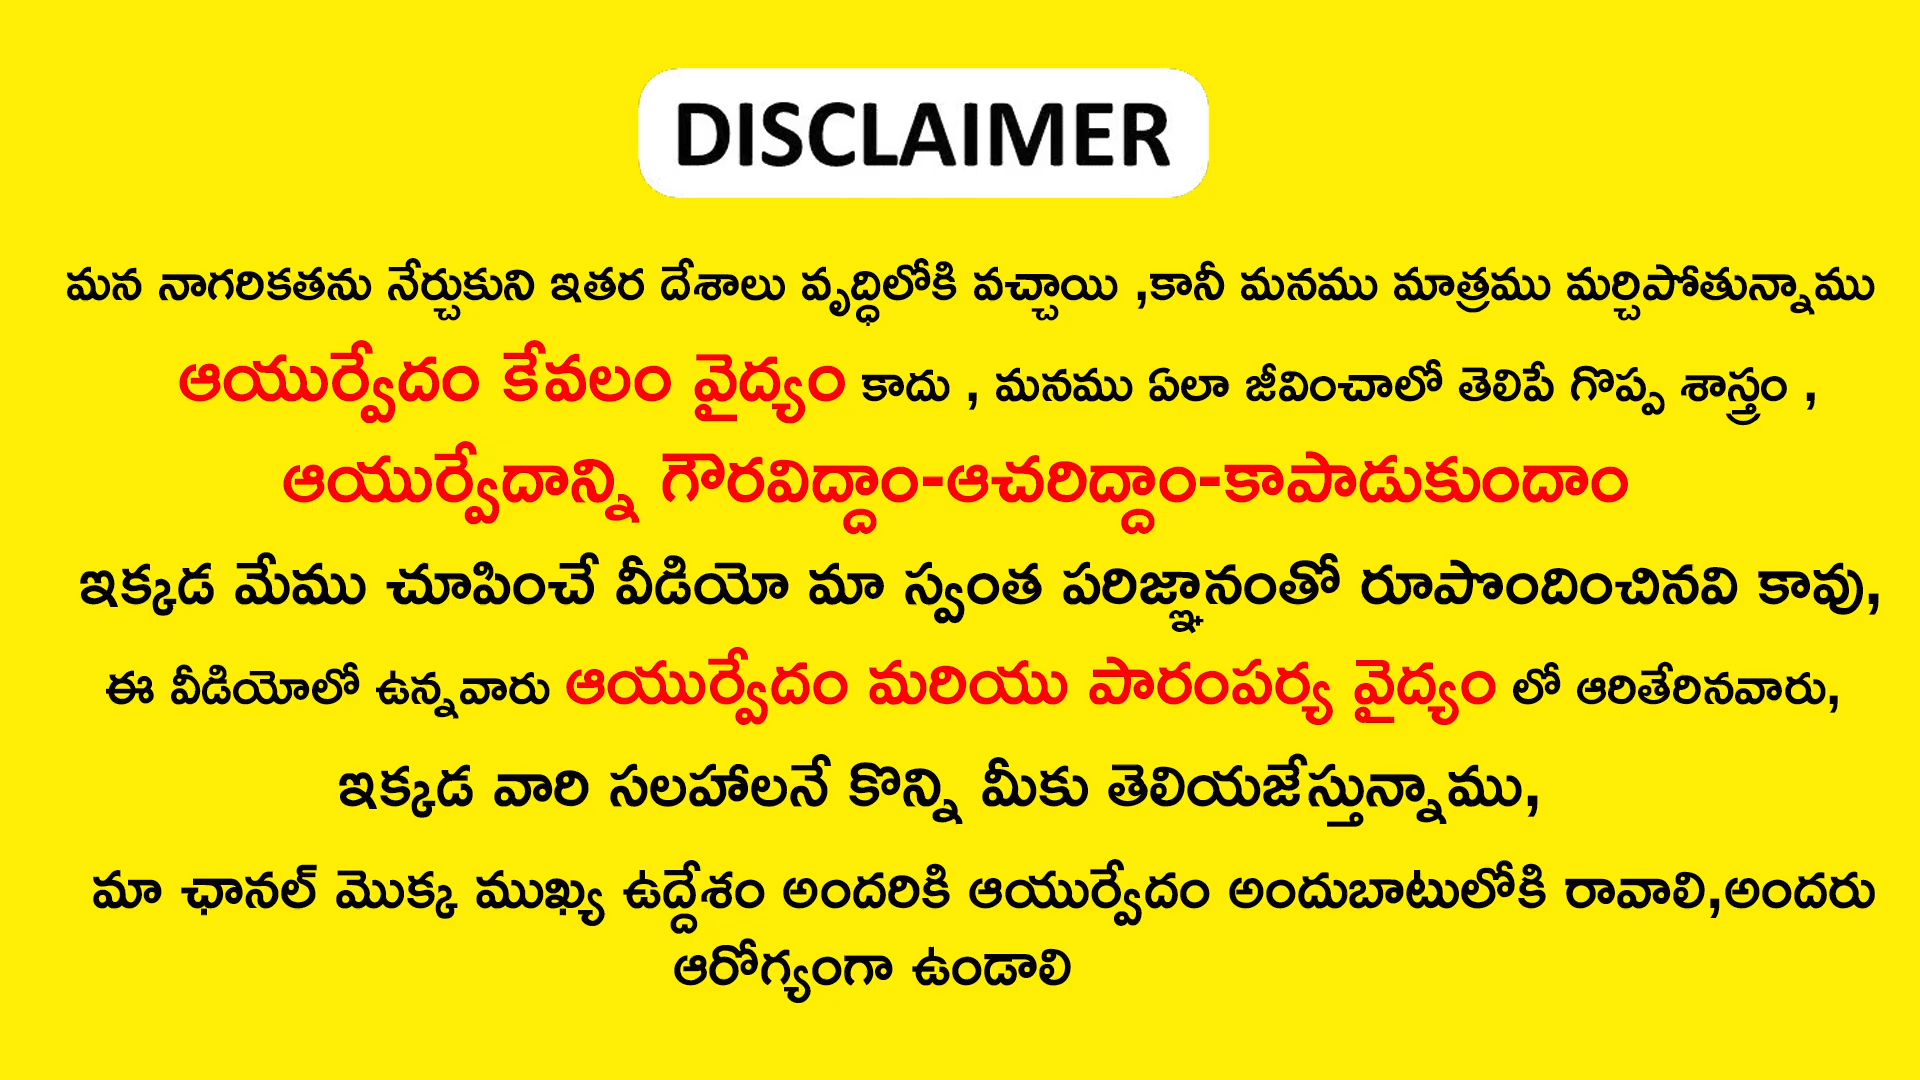 DISCLAIMER
మన నాగరికతను నేర్చుకుని ఇతర దేశాలు వృద్ధిలోకి వచ్చాయి ,కానీ మనము మాత్రము మర్చిపోతున్నాము
ఆయుర్వేదం కేవలం వైద్యం కాదు , మనము ఏలా జీవించాలో తెలిపే గొప్ప శాస్త్రం ,
ఆయుర్వేదాన్ని గౌరవిద్దాం-ఆచరిద్దాం-కాపాడుకుందాం
ఇక్కడ మేము చూపించే వీడియో మా స్వంత పరిజ్ఞానంతో రూపొందించినవి కావు,
ఈ వీడియోలో ఉన్నవారు ఆయుర్వేదం మరియు పారంపర్య వైద్యం లో ఆరితేరినవారు,
ఇక్కడ వారి సలహాలనే కొన్ని మీకు తెలియజేస్తున్నాము,
మా ఛానల్ మొక్క ముఖ్య ఉద్దేశం అందరికి ఆయుర్వేదం అందుబాటులోకి రావాలి,అందరు
ఆరోగ్యంగా ఉండాలి